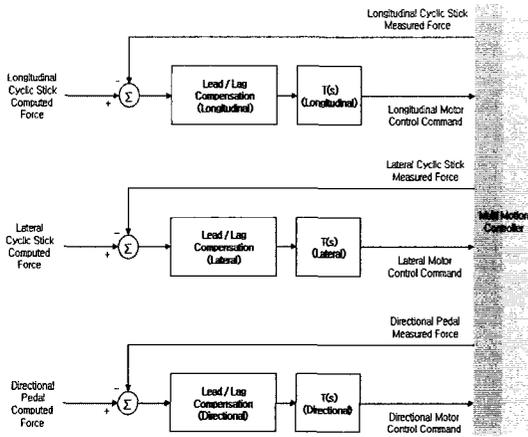 Longitudinal Cyclic Stick
Measured Force
Longitudinal
Cyclic Stick
Computed
Force
−
+
Σ
Lead / Lag
Compensation
(Longitudinal)
T(s)
(Longitudinal)
Longitudinal Motor
Control Command
Lateral Cyclic Stick
Measured Force
Lateral
Cyclic Stick
Computed
Force
−
+
Σ
Lead / Lag
Compensation
(Lateral)
T(s)
(Lateral)
Lateral Motor
Control Command
Multi Motion
Controller
Directional Pedal
Measured Force
Directional
Pedal
Computed
Force
−
+
Σ
Lead / Lag
Compensation
(Directional)
T(s)
(Directional)
Directional Motor
Control Command